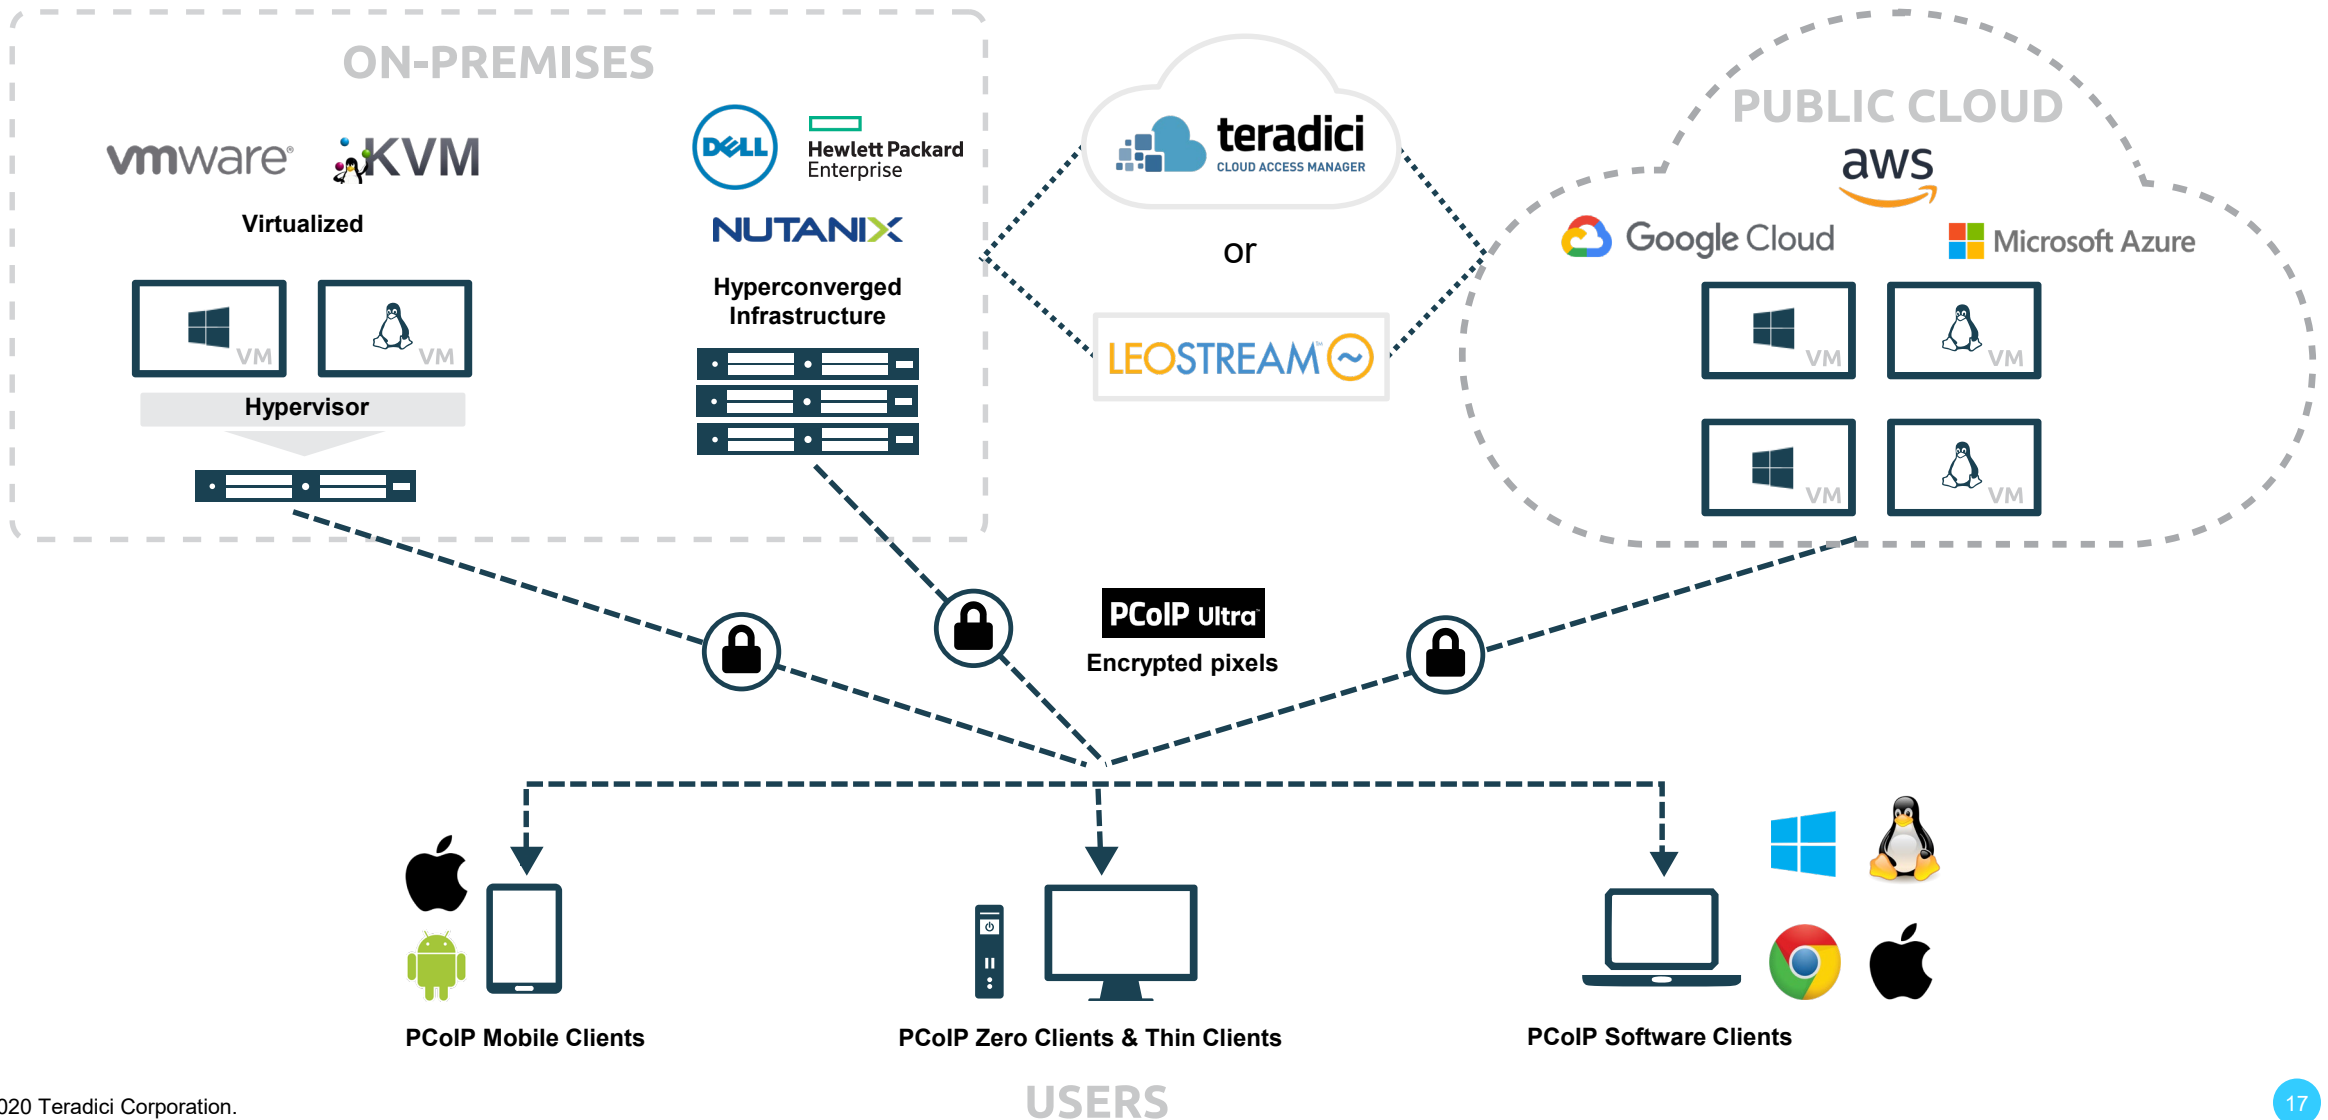 ON-PREMISES
vmware®
KVM
Virtualized
VM
VM
Hypervisor
DELL
Hewlett Packard
Enterprise
NUTANIX
Hyperconverged
Infrastructure
teradici
CLOUD ACCESS MANAGER
or
LEOSTREAM™
PUBLIC CLOUD
aws
Google Cloud
Microsoft Azure
VM
VM
VM
VM
PCoIP Ultra
Encrypted pixels
PCoIP Mobile Clients
PCoIP Zero Clients & Thin Clients
PCoIP Software Clients
USERS
020 Teradici Corporation.
17